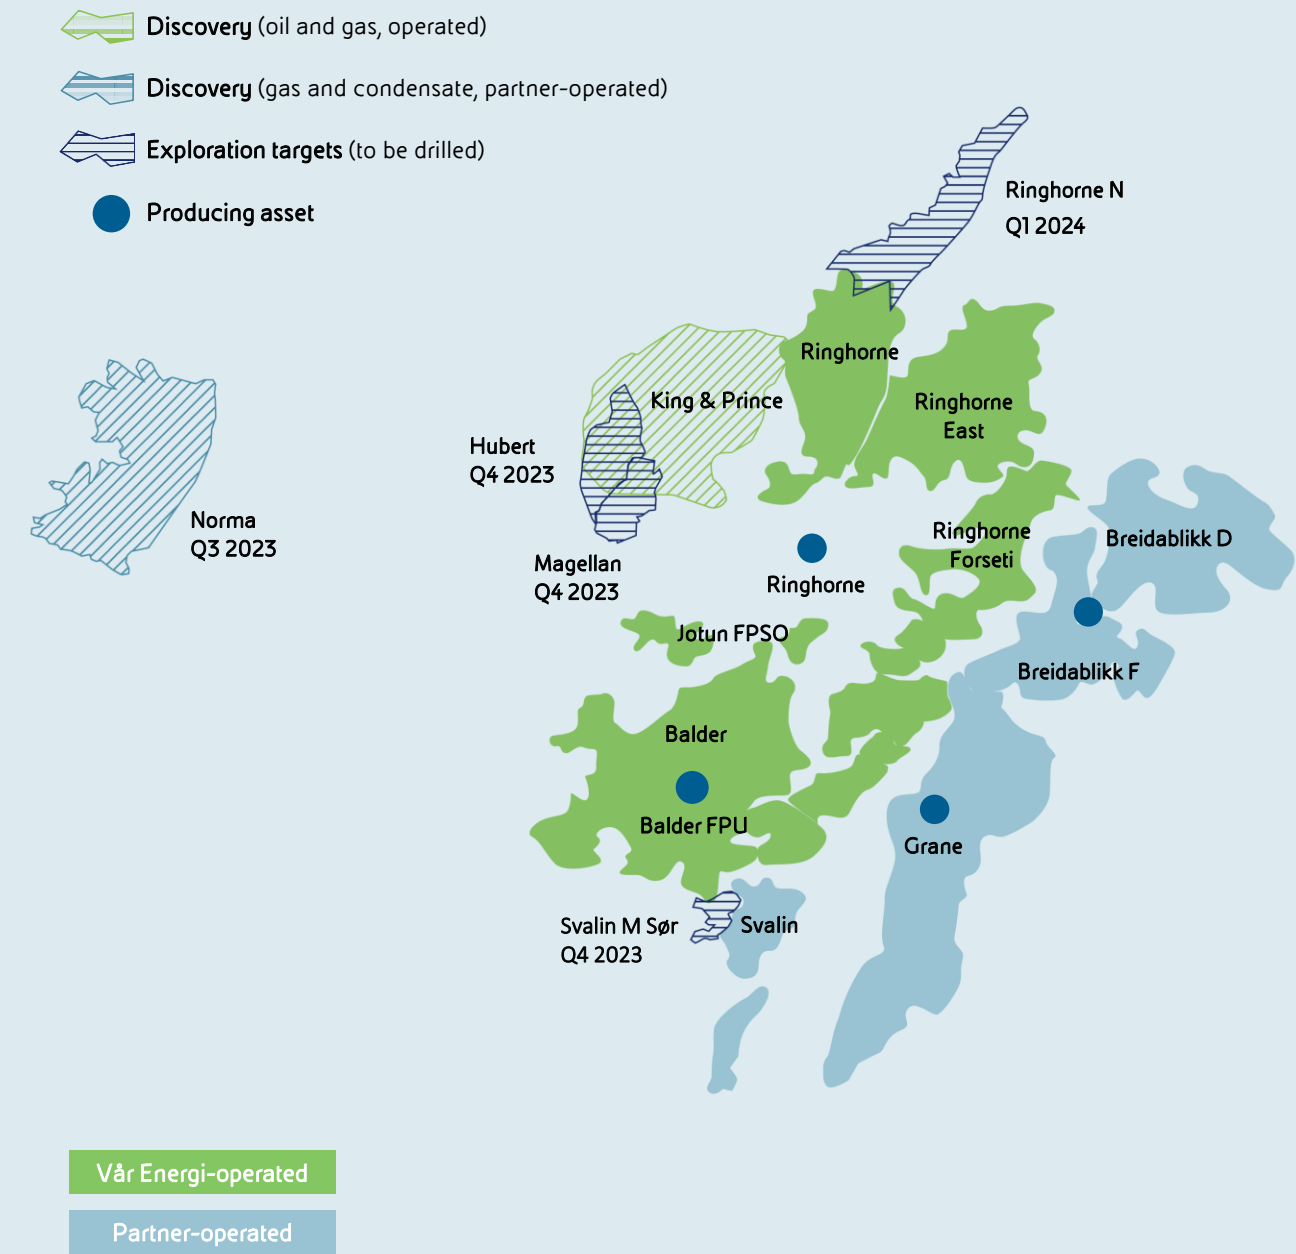 Discovery (oil and gas, operated)
Discovery (gas and condensate, partner-operated)
Exploration targets (to be drilled)
Producing asset
Ringhorne N
Q1 2024
Ringhorne
King & Prince
Ringhorne
East
Hubert
Q4 2023
Norma
Q3 2023
Magellan
Q4 2023
Ringhorne
Ringhorne
Forseti
Breidablikk D
Jotun FPSO
Breidablikk F
Balder
Balder FPU
Grane
Svalin M Sør
Q4 2023
Svalin
Vår Energi-operated
Partner-operated